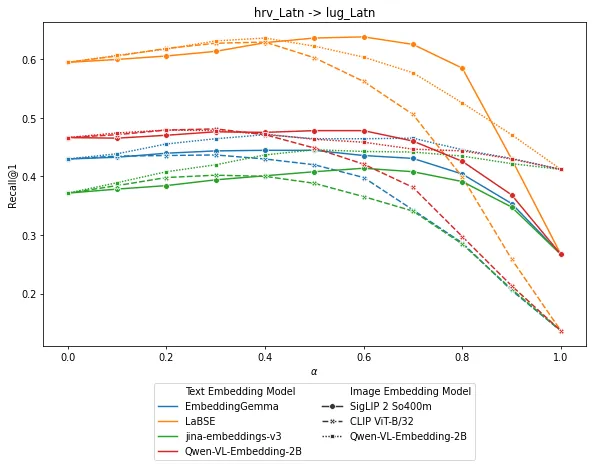 hrv_Latn -> lug_Latn
Recall@1
0.6
0.5
0.4
0.3
0.2
0.0 0.2 0.4 0.6 0.8 1.0
α
Text Embedding Model
EmbeddingGemma
LaBSE
jina-embeddings-v3
Qwen-VL-Embedding-2B
Image Embedding Model
SigLIP 2 So400m
CLIP ViT-B/32
Qwen-VL-Embedding-2B